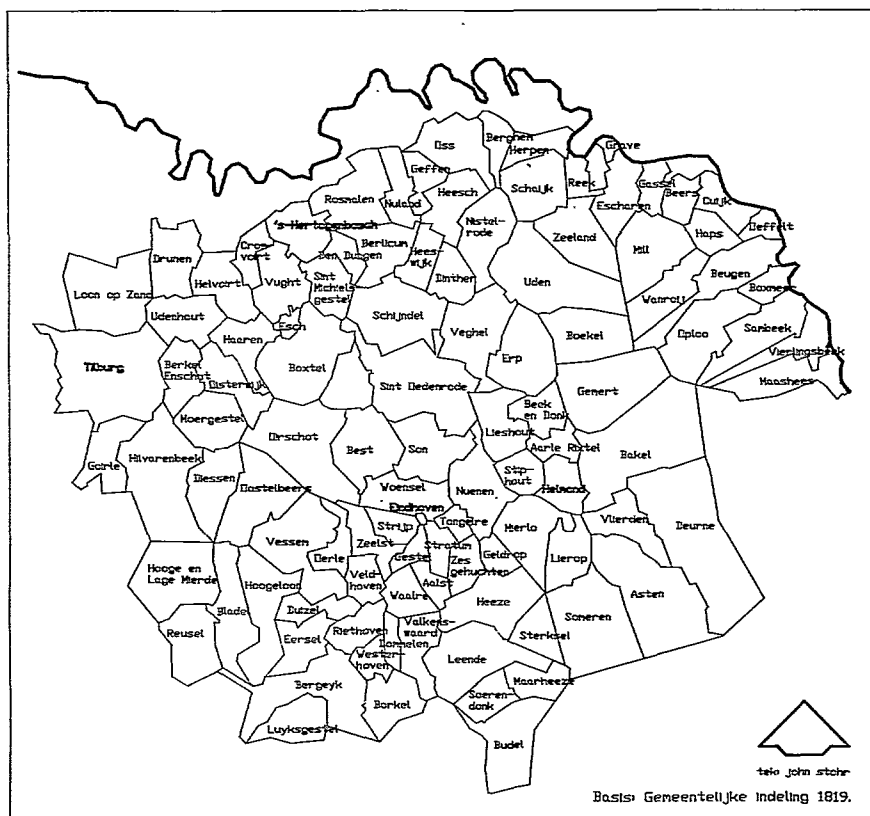 Oss
Berghem
Herpen
Grave
Geffen
Heesch
Schaijk
Reek
Gassel
Beers
Cuijk
Rosmalen
Nuland
Escharen
's Hertogenbosch
Nistel-
rode
Zeeland
Haps
Oeffelt
Drunen
Crom-
voirt
Den Dungen
Berlicum
Hees-
wijk
Mill
Helvoirt
Vught
Sint
Michiels
gestel
Dinther
Uden
Beugen
Loon op Zand
Wanroij
Boxmeer
Udenhout
Schijndel
Esch
Haaren
Veghel
Boekel
Oploo
Sambeek
Tilburg
Berkel
Enschot
Boxtel
Erp
Vierlingsbeek
Oisterwijk
Sint Oedenrode
Gemert
Maashees
Moergestel
Beek
en Donk
Oirschot
Lieshout
Best
Son
Aarle Rixtel
Bakel
Goirle
Hilvarenbeek
Diessen
Oostelbeers
Stip-
hout
Helmond
Woensel
Nuenen
Eindhoven
Strijp
Tongelre
Mierlo
Vlierden
Deurne
Vessem
Zeelst
Stratum
Gestel
Geldrop
Oerle
Zes
gehuchten
Lierop
Hooge en
Lage Mierde
Hoogeloon
Veld-
hoven
Aalst
Waalre
Heeze
Asten
Bladel
Duizel
Someren
Reusel
Eersel
Riethoven
Valkens-
waard
Dommelen
Sterksel
Wester-
hoven
Leende
Bergeyk
Maarheeze
Borkel
Soeren-
donk
Luyksgestel
Budel
tek: john stohr
Basis: Gemeentelijke indeling 1819.